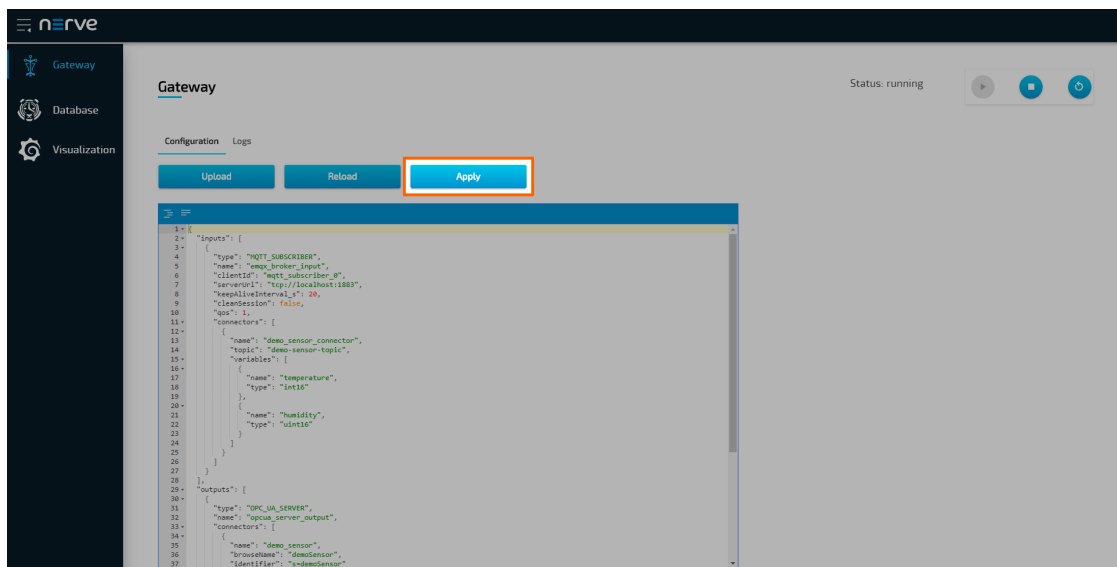 nerve
Gateway
Database
Visualization
Gateway
Status: running
Configuration Logs
Upload Reload Apply
1 {
2 "inputs": [
3 {
4 "type": "MQTT_SUBSCRIBER",
5 "name": "emqx_broker_input",
6 "clientId": "mqtt_subscriber_0",
7 "serverUrl": "tcp://localhost:1883",
8 "keepAliveInterval_s": 20,
9 "cleanSession": false,
10 "qos": 1,
11 "connectors": [
12 {
13 "name": "demo_sensor_connector",
14 "topic": "demo-sensor-topic",
15 "variables": [
16 {
17 "name": "temperature",
18 "type": "int16"
19 },
20 {
21 "name": "humidity",
22 "type": "uint16"
23 }
24 ]
25 }
26 ]
27 }
28 ],
29 "outputs": [
30 {
31 "type": "OPC_UA_SERVER",
32 "name": "opcua_server_output",
33 "connectors": [
34 {
35 "name": "demo_sensor",
36 "browseName": "demoSensor",
37 "identifier": "s=demoSensor"